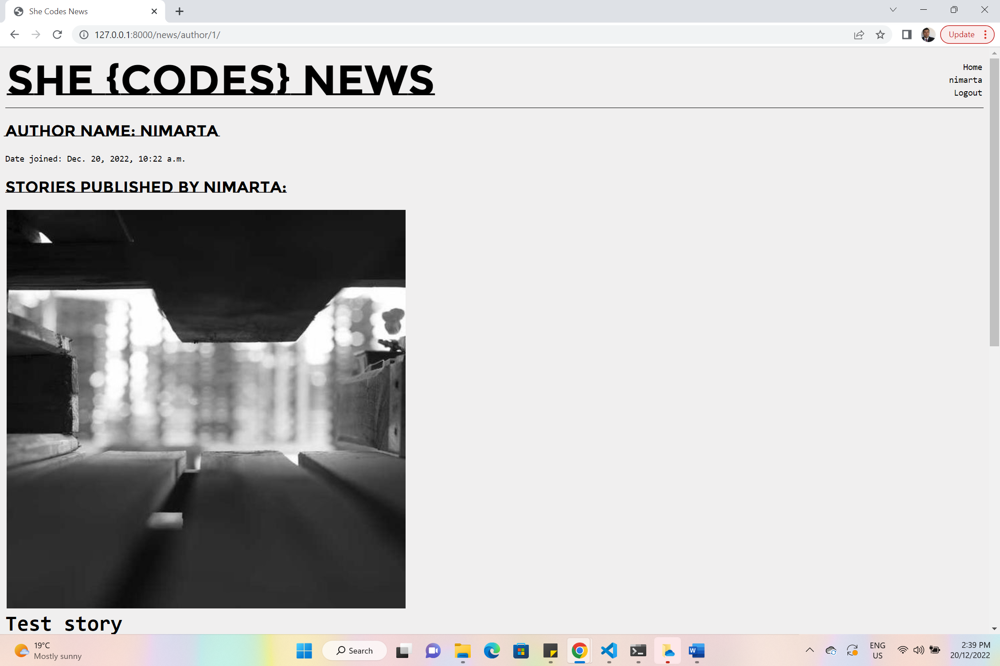 She Codes News
127.0.0.1:8000/news/author/1/
Update
SHE {CODES} NEWS
Home
nimarta
Logout
AUTHOR NAME: NIMARTA
Date joined: Dec. 20, 2022, 10:22 a.m.
STORIES PUBLISHED BY NIMARTA:
Test story
19°C
Mostly sunny
Search
ENG
US
2:39 PM
20/12/2022